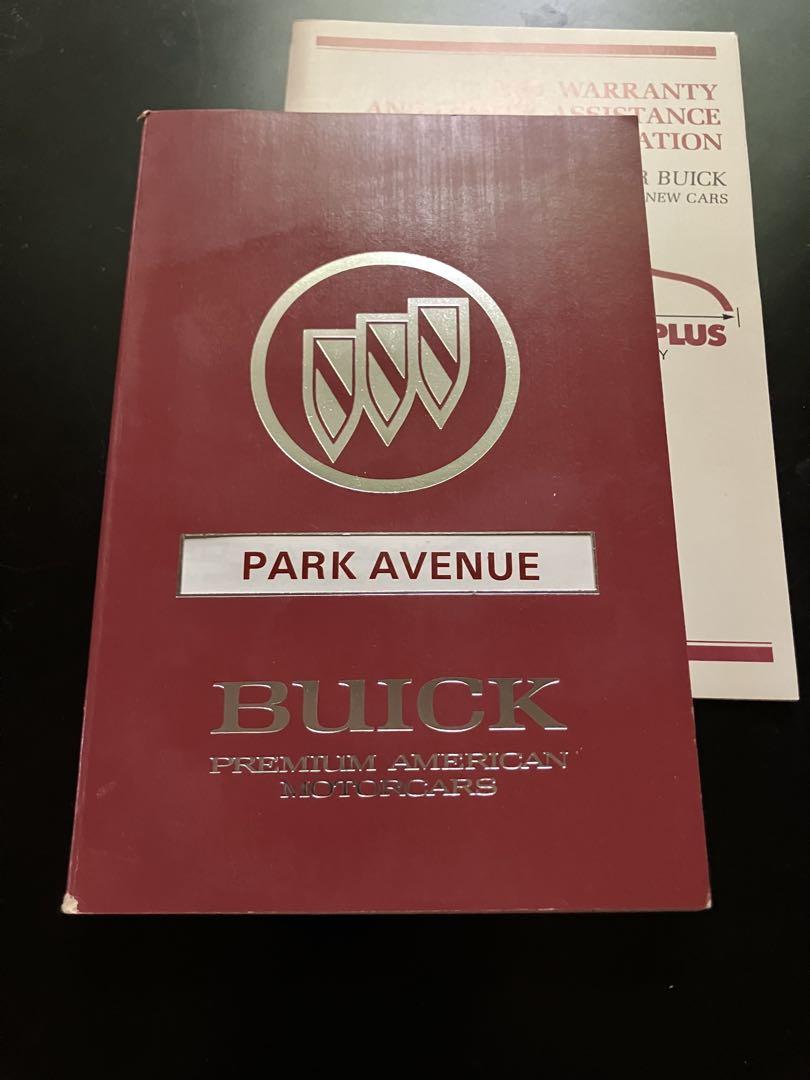 PARK AVENUE
BUICK
PREMIUM AMERICAN
MOTORCARS
WARRANTY
ASSISTANCE
ATION
R BUICK
NEW CARS
PLUS
Y